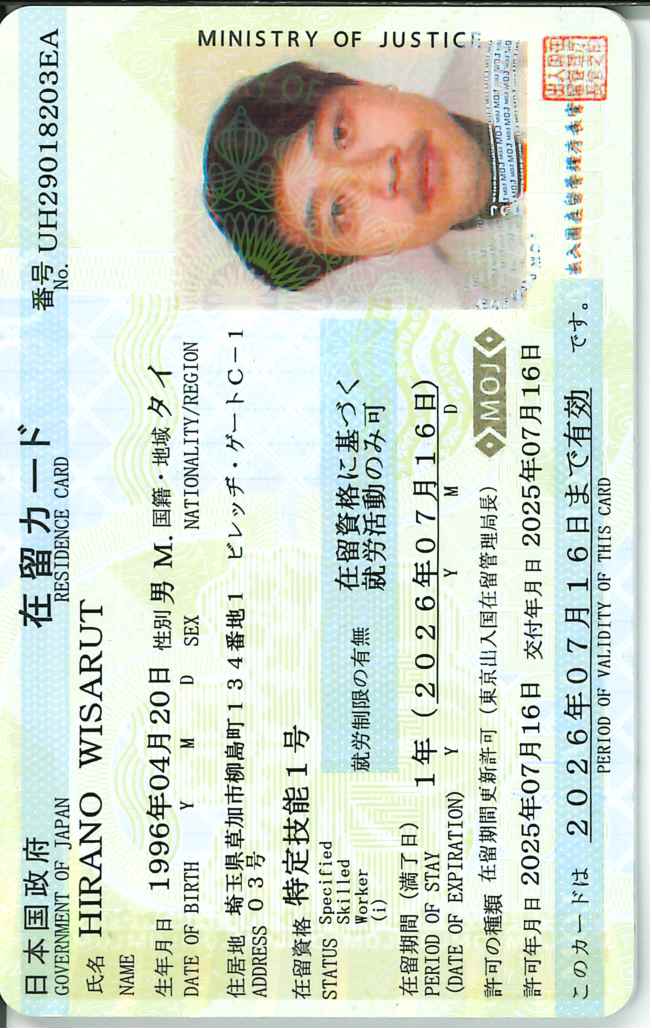 日本国政府 在留カード 番号 UH29018203EA
GOVERNMENT OF JAPAN RESIDENCE CARD No.
氏名 HIRANO WISARUT
NAME
MINISTRY OF JUSTICE
生年月日 1996年04月20日 性別 男 M. 国籍・地域 タイ
DATE OF BIRTH Y M D SEX NATIONALITY/REGION
住居地 埼玉県草加市柳島町134番地1 ビレッヂ・ゲートC-1
ADDRESS 03号
在留資格 特定技能1号
STATUS Specified
Skilled
Worker
(i)
就労制限の有無 在留資格に基づく
就労活動のみ可
在留期間(満了日) 1年(2026年07月16日)
PERIOD OF STAY
(DATE OF EXPIRATION) Y M D
MOJ
許可の種類 在留期間更新許可(東京出入国在留管理局長)
許可年月日 2025年07月16日 交付年月日 2025年07月16日
このカードは 2026年07月16日まで有効 です。
PERIOD OF VALIDITY OF THIS CARD
出入国在留管理庁長官